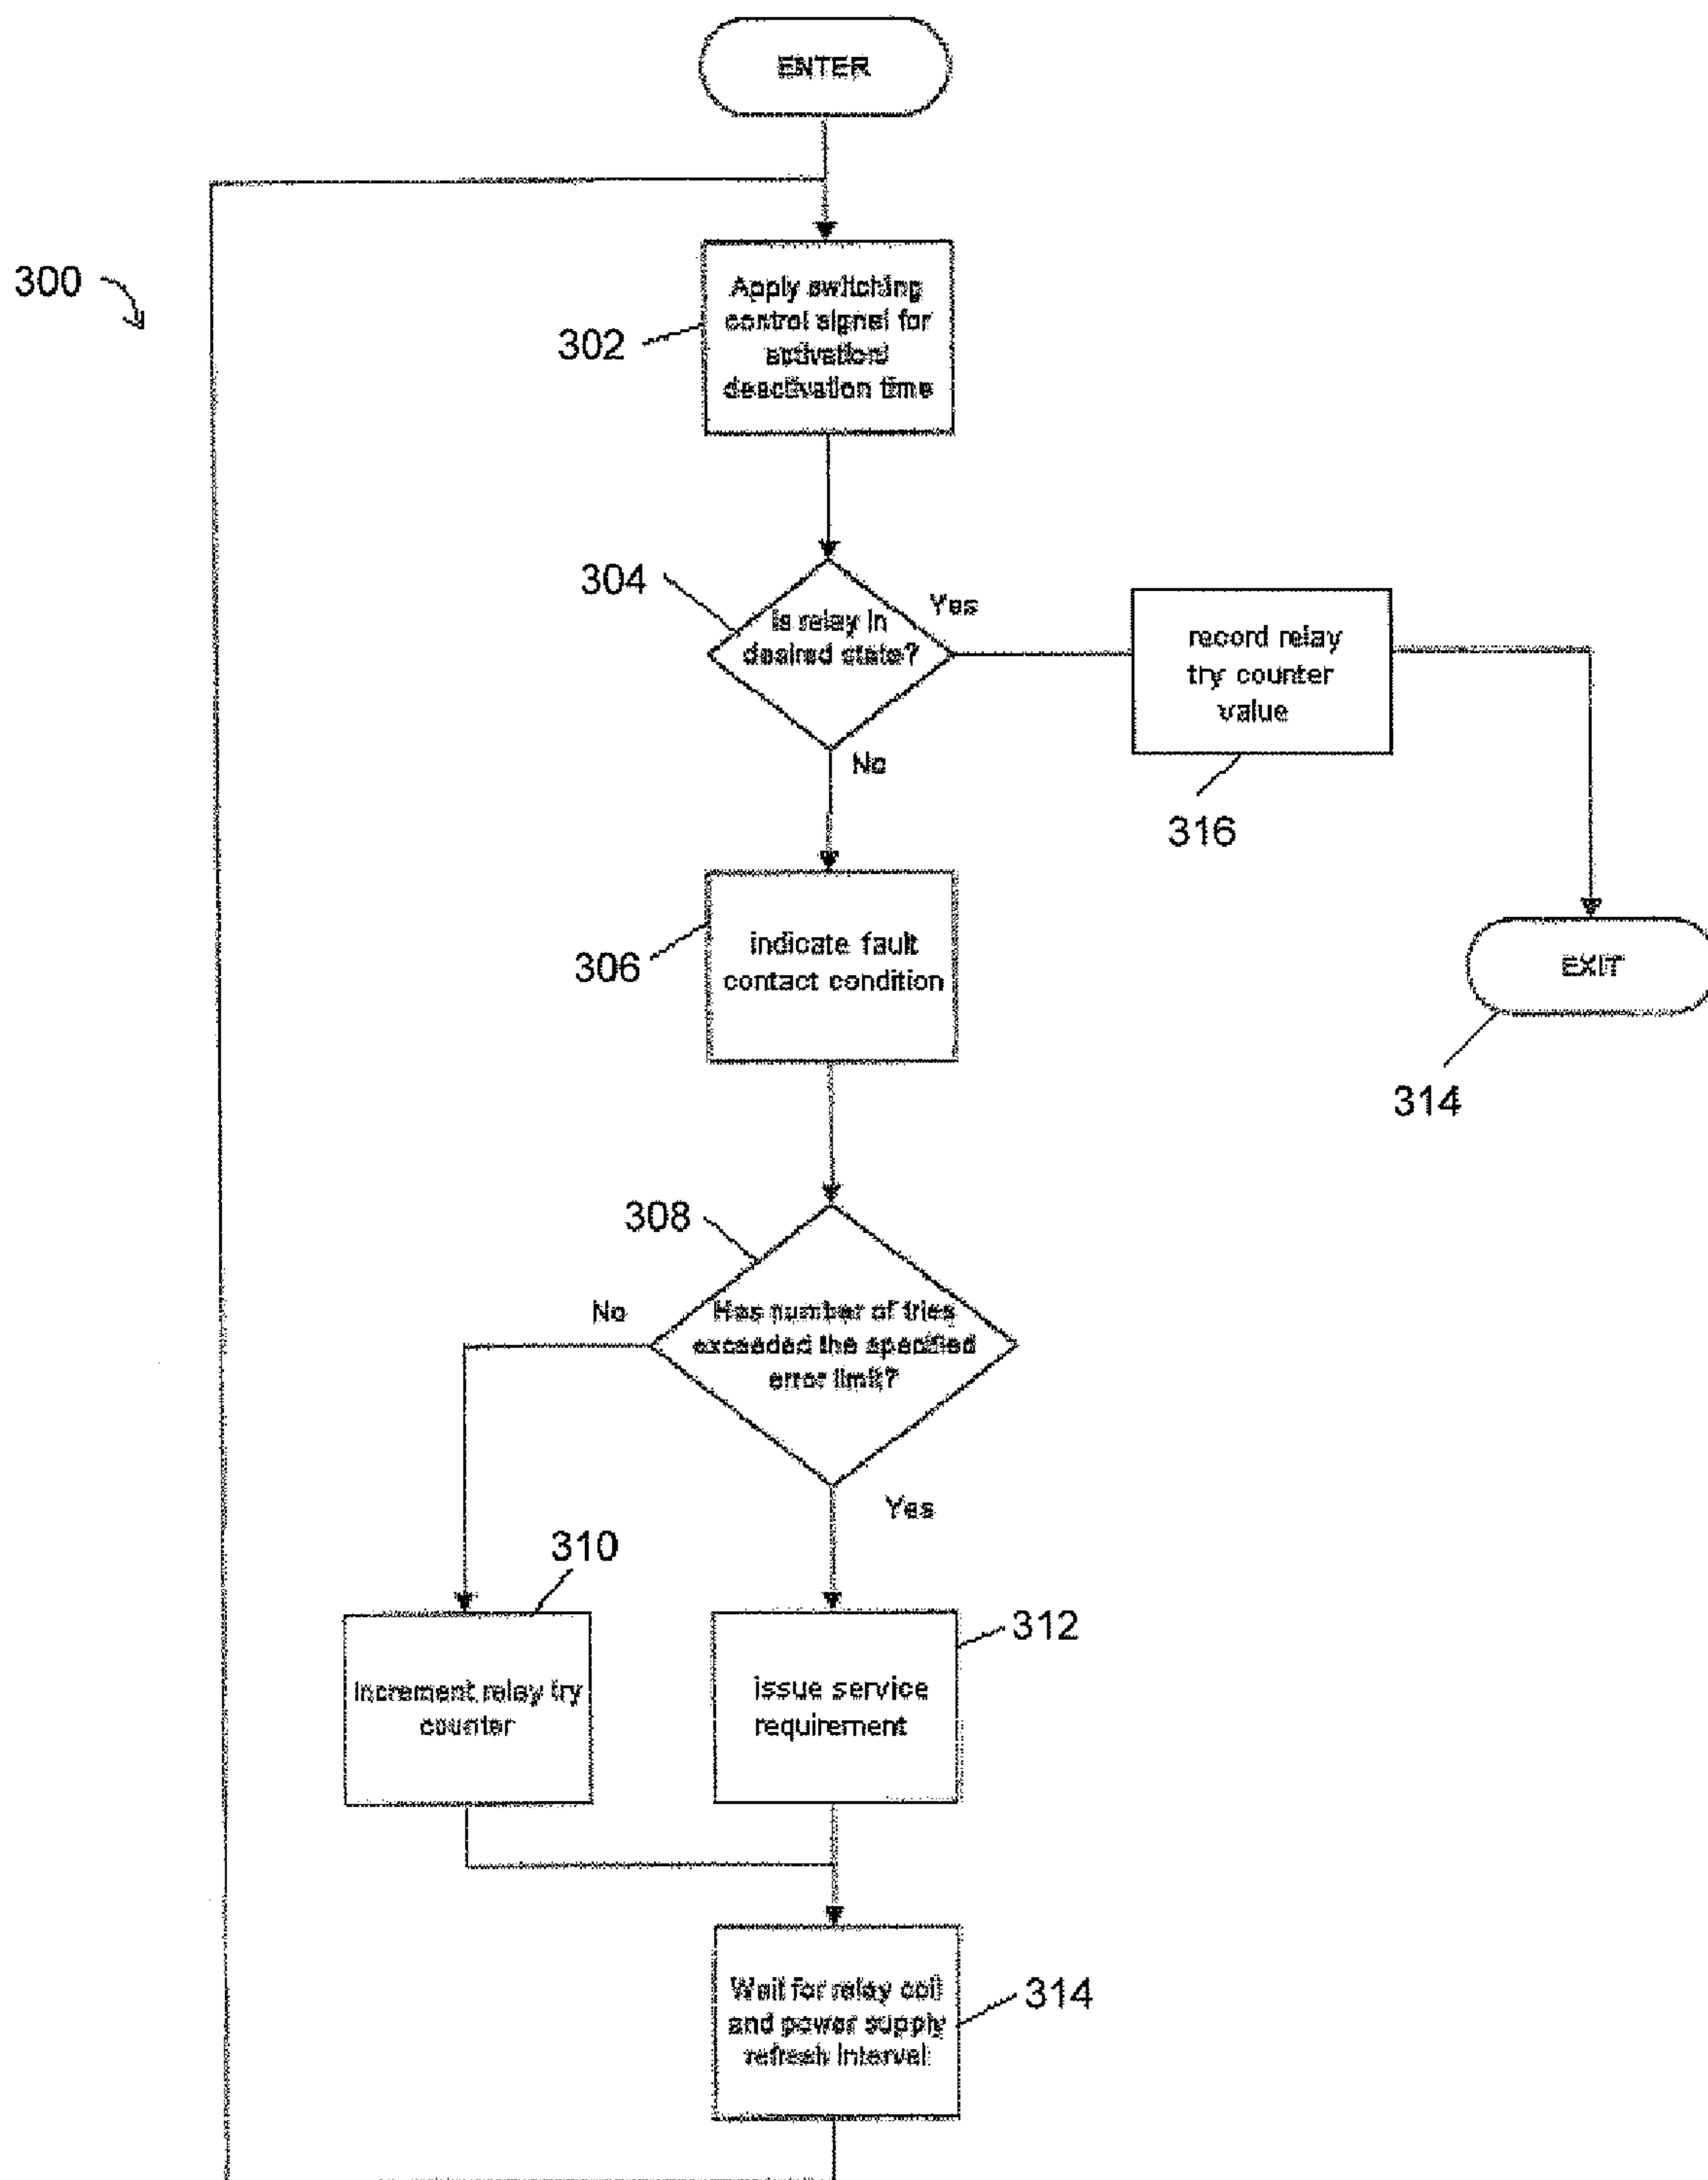 ENTER
300
Apply switching
control signal for
activation/
deactivation time
302
304
Is relay in
desired state?
Yes
No
record relay
try counter
value
316
indicate fault
contact condition
306
EXIT
314
308
Has number of tries
exceeded the specified
error limit?
No
Yes
310
Increment relay try
counter
issue service
requirement
312
Wait for relay coil
and power supply
refresh interval
314